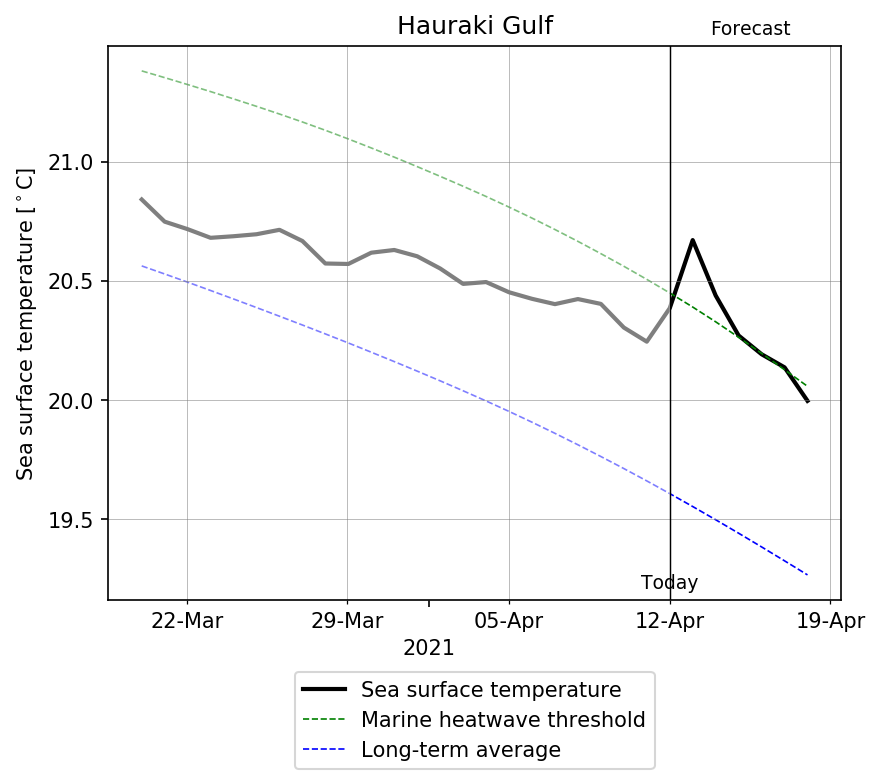 Hauraki Gulf
Forecast
Sea surface temperature [°C]
21.0
20.5
20.0
19.5
Today
22-Mar 29-Mar 05-Apr 12-Apr 19-Apr
2021
Sea surface temperature
Marine heatwave threshold
Long-term average